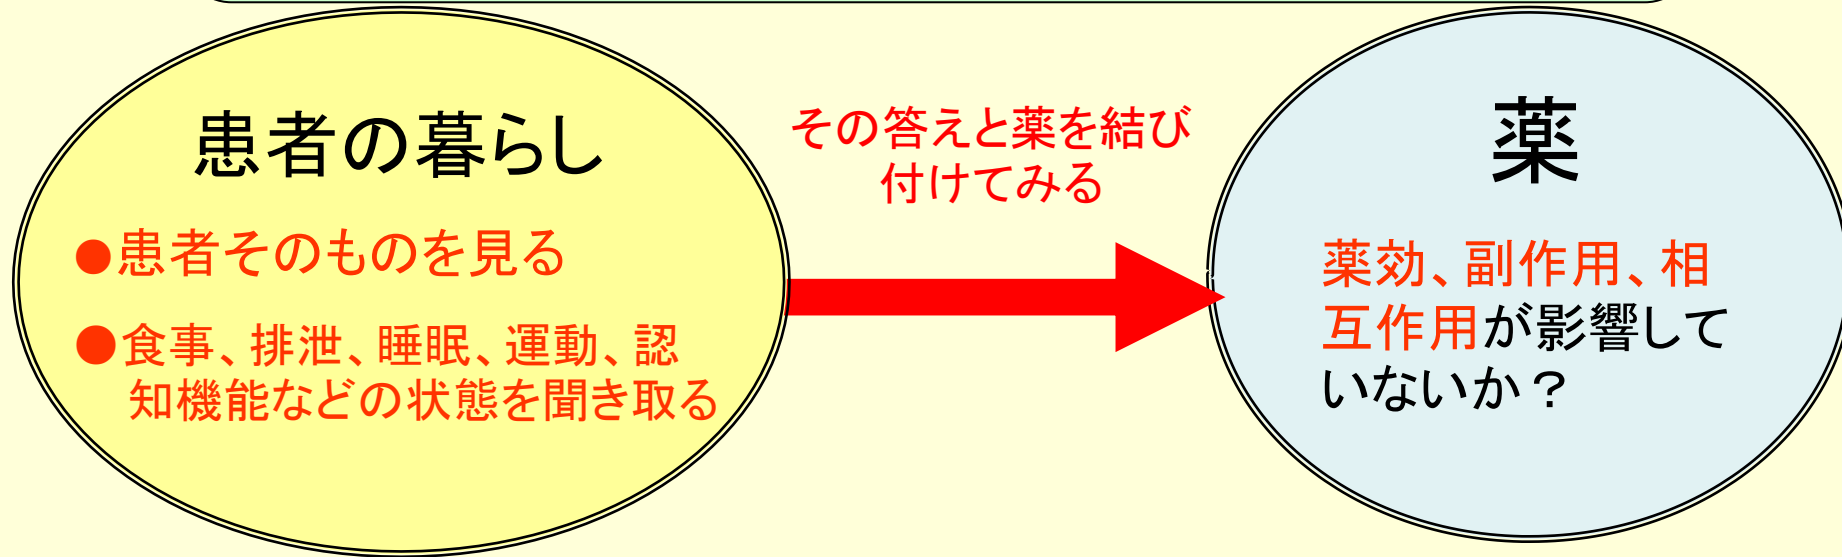 患者の暮らし
●患者そのものを見る
●食事、排泄、睡眠、運動、認
知機能などの状態を聞き取る
その答えと薬を結び
付けてみる
薬
薬効、副作用、相
互作用が影響して
いないか？